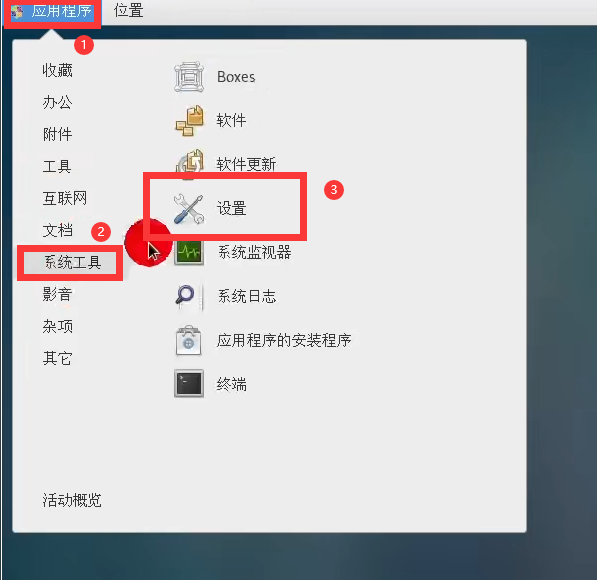 应用程序 位置
1
收藏
办公
附件
工具
互联网
文档
2
系统工具
影音
杂项
其它
Boxes
软件
软件更新
3
设置
系统监视器
系统日志
应用程序的安装程序
终端
活动概览